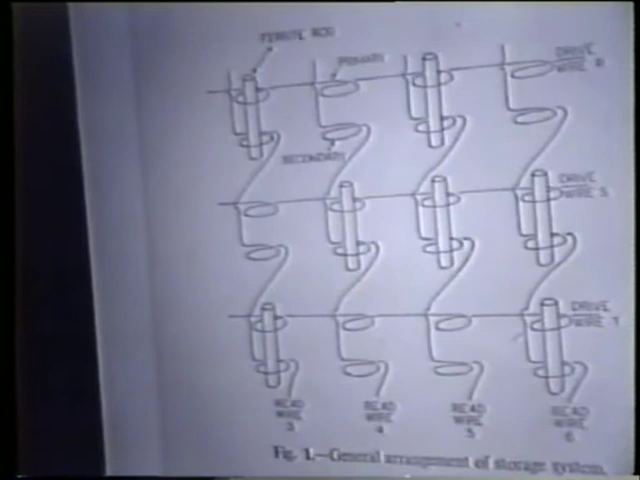 FERRITE ROD
PRIMARY
DRIVE
WIRE
SECONDARY
DRIVE
WIRE
DRIVE
WIRE
READ
WIRE
3
READ
WIRE
4
READ
WIRE
5
READ
WIRE
6
Fig. 1.—General arrangement of storage system.